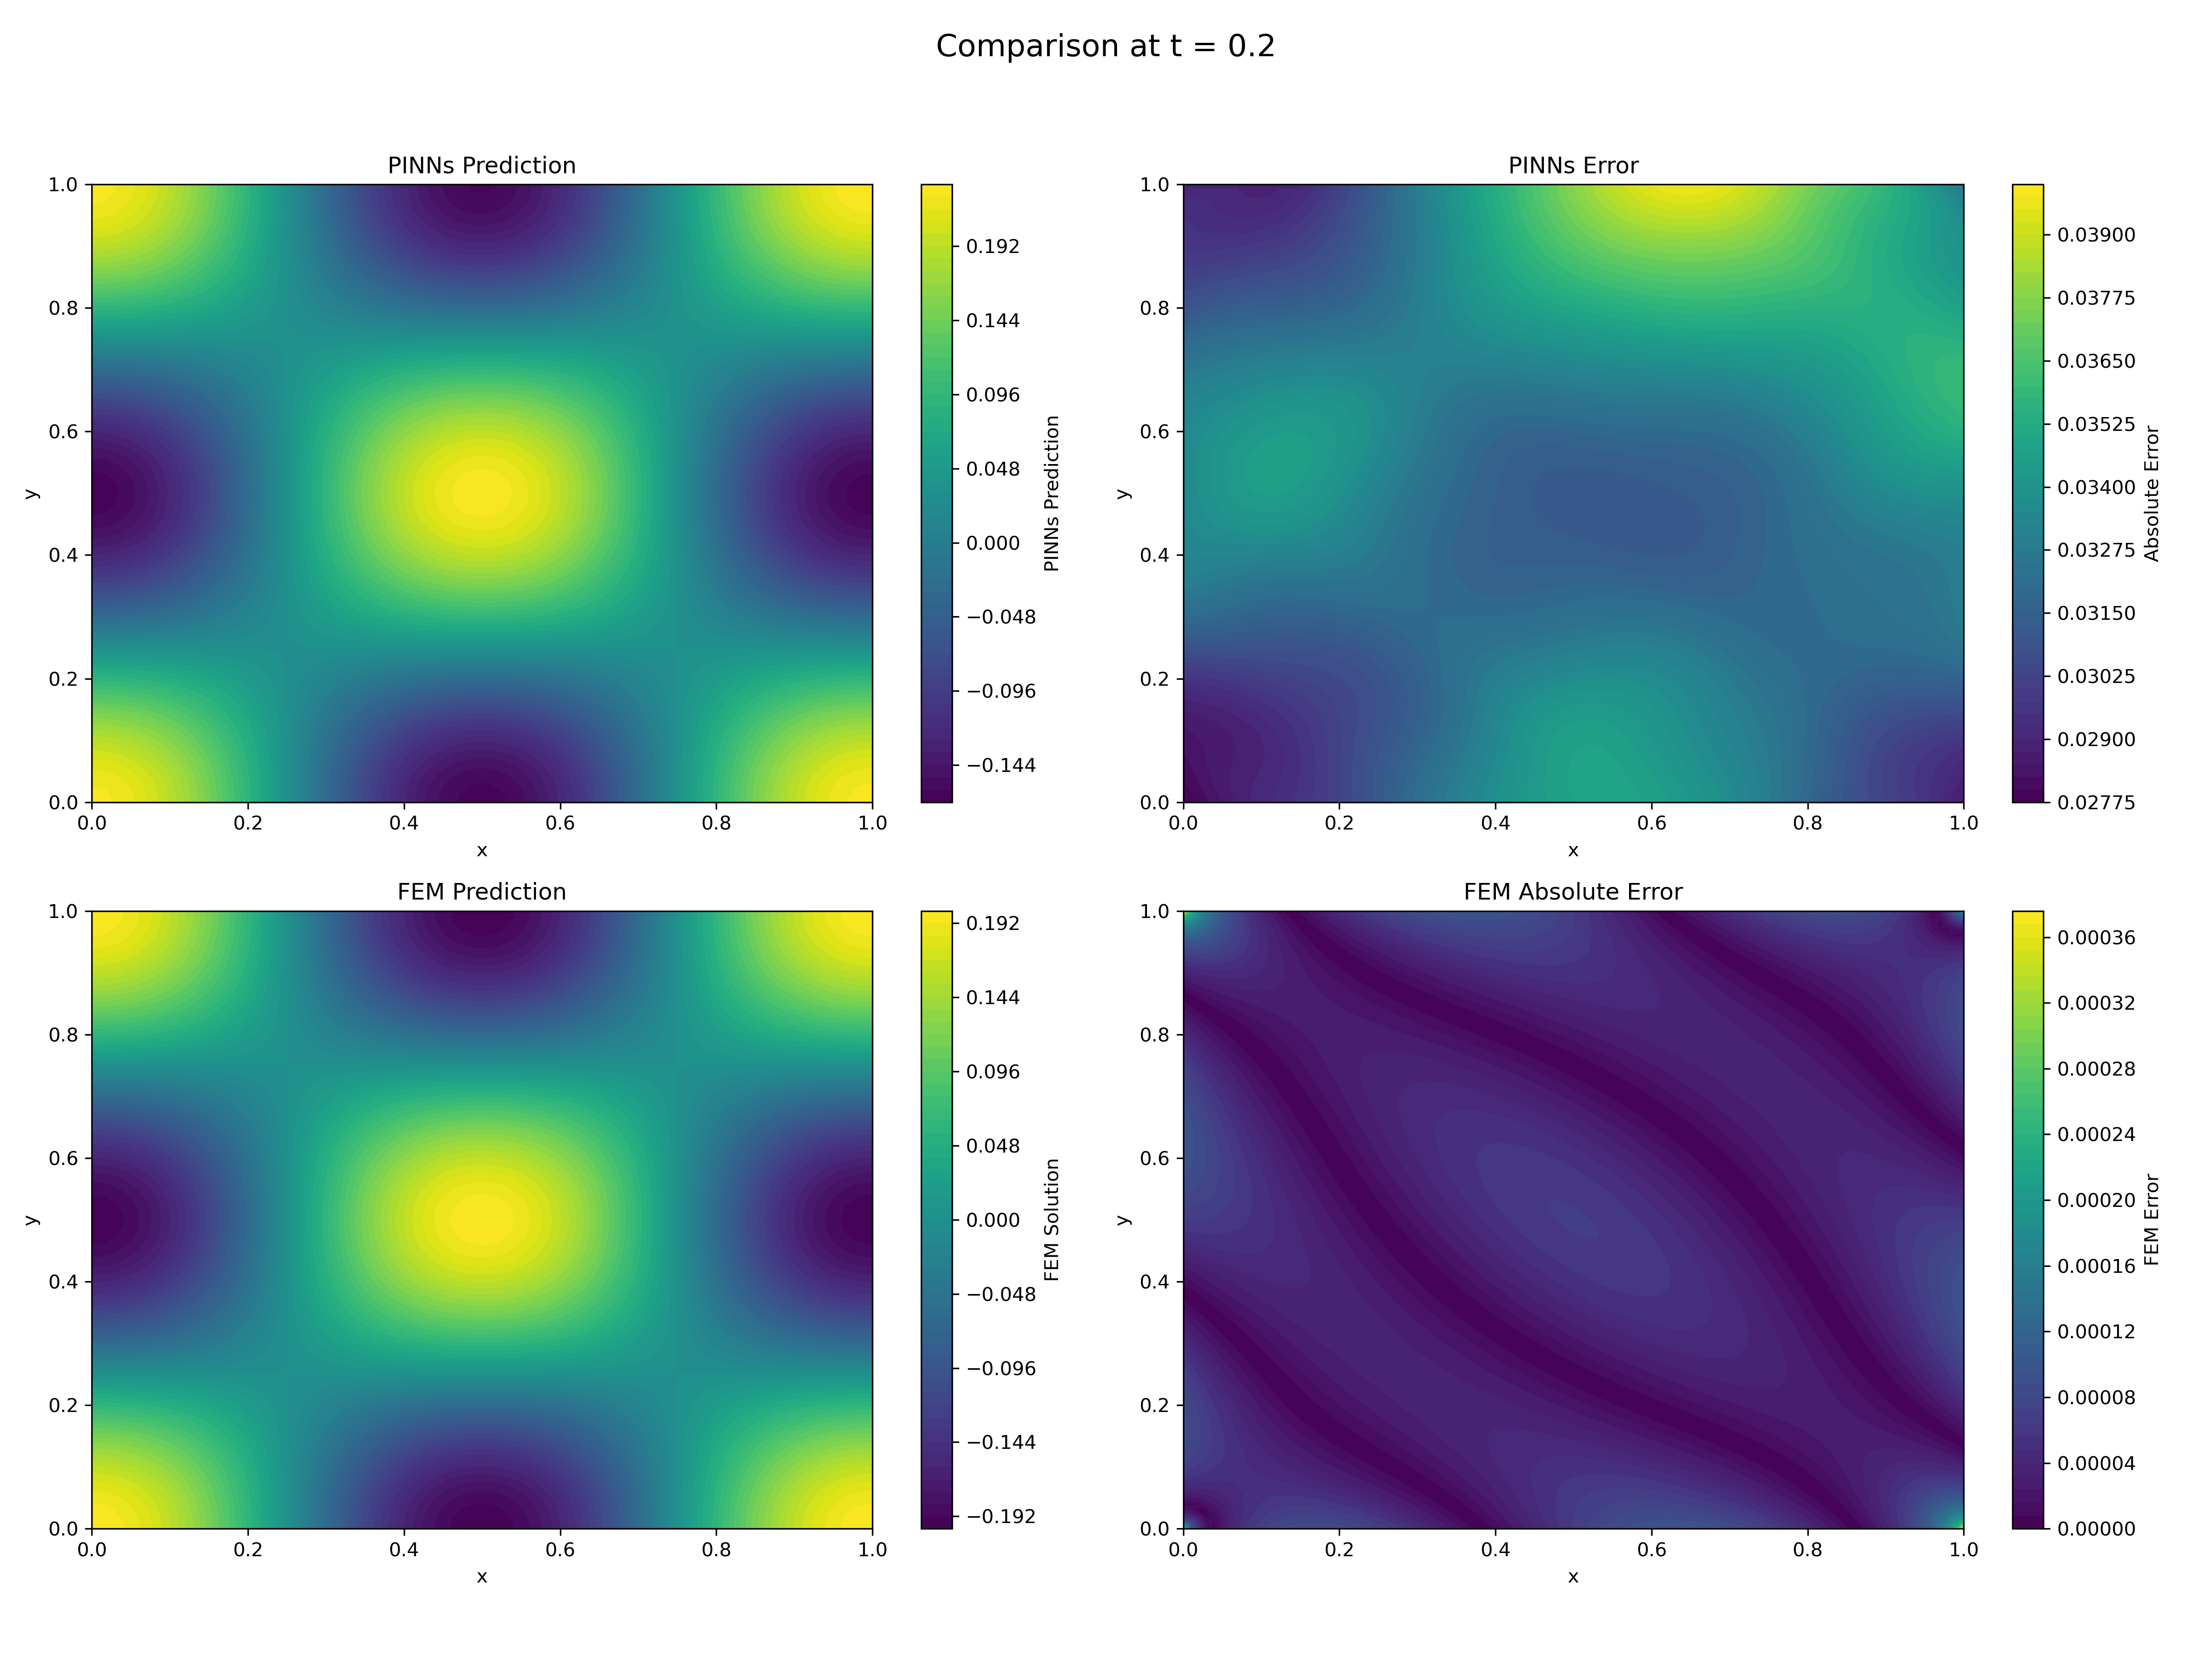 Comparison at t = 0.2
PINNs Prediction
1.0
0.8
0.6
0.4
0.2
0.0
y
0.0 0.2 0.4 0.6 0.8 1.0
x
0.192
0.144
0.096
0.048
0.000
−0.048
−0.096
−0.144
PINNs Prediction
PINNs Error
1.0
0.8
0.6
0.4
0.2
0.0
y
0.0 0.2 0.4 0.6 0.8 1.0
x
0.03900
0.03775
0.03650
0.03525
0.03400
0.03275
0.03150
0.03025
0.02900
0.02775
Absolute Error
FEM Prediction
1.0
0.8
0.6
0.4
0.2
0.0
y
0.0 0.2 0.4 0.6 0.8 1.0
x
0.192
0.144
0.096
0.048
0.000
−0.048
−0.096
−0.144
−0.192
FEM Solution
FEM Absolute Error
1.0
0.8
0.6
0.4
0.2
0.0
y
0.0 0.2 0.4 0.6 0.8 1.0
x
0.00036
0.00032
0.00028
0.00024
0.00020
0.00016
0.00012
0.00008
0.00004
0.00000
FEM Error